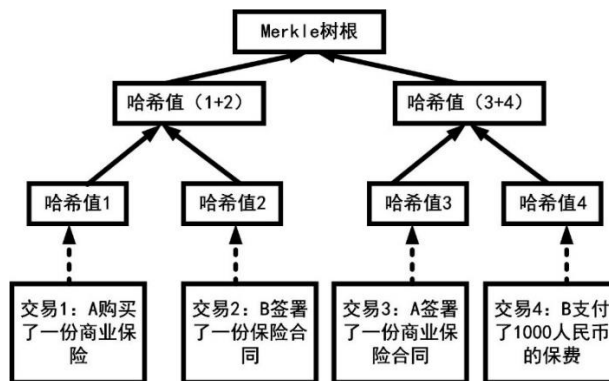 Merkle树根
哈希值（1+2）
哈希值（3+4）
哈希值1
哈希值2
哈希值3
哈希值4
交易1：A购买
了一份商业保
险
交易2：B签署
了一份保险合
同
交易3：A签署
了一份商业保
险合同
交易4：B支付
了1000人民币
的保费